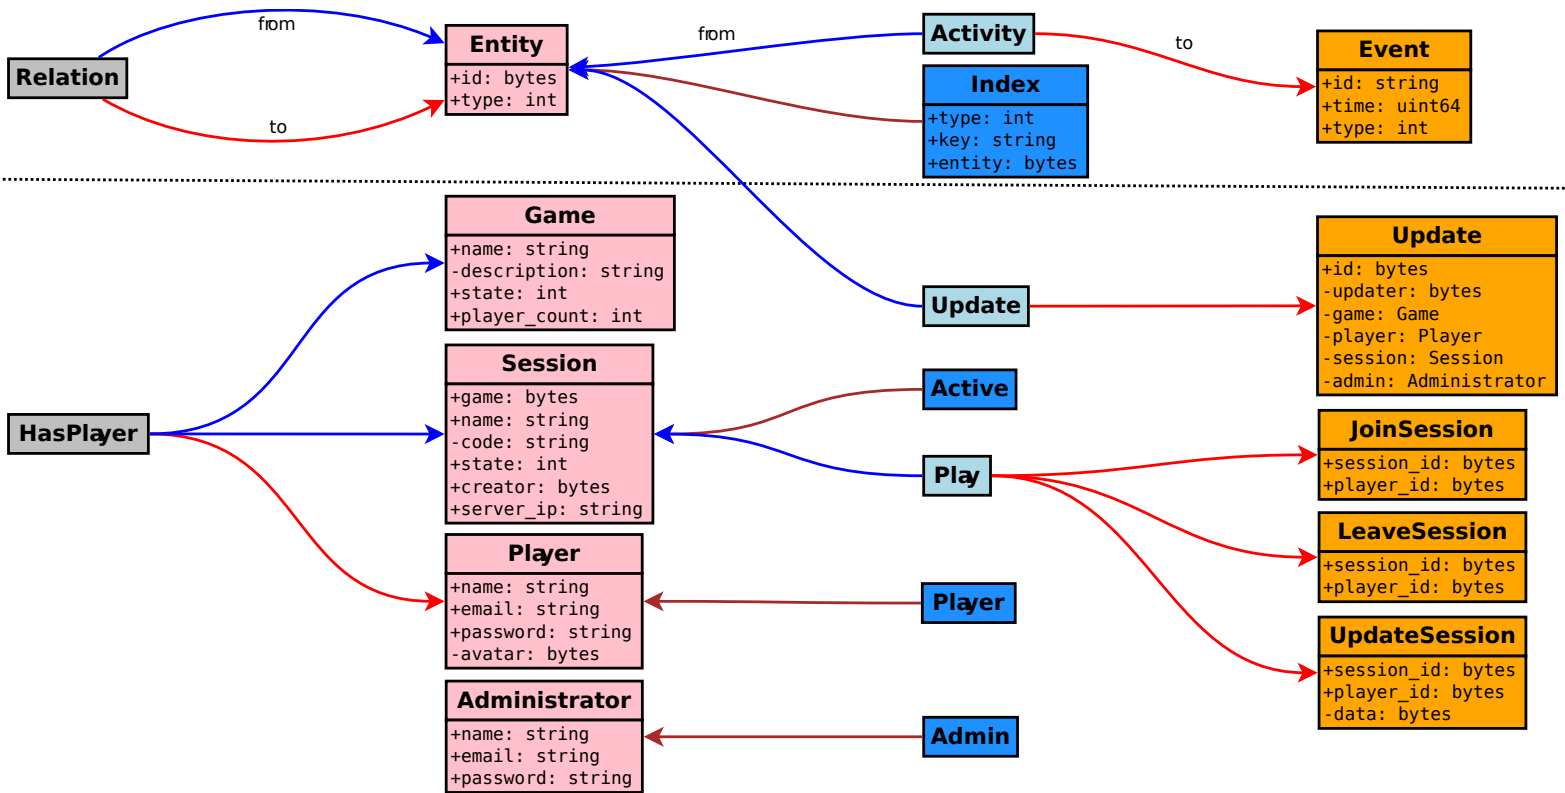 from
Relation
to
Entity
+id: bytes
+type: int
from
Activity
to
Index
+type: int
+key: string
+entity: bytes
Event
+id: string
+time: uint64
+type: int
Game
+name: string
-description: string
+state: int
+player_count: int
HasPlayer
Session
+game: bytes
+name: string
-code: string
+state: int
+creator: bytes
+server_ip: string
Player
+name: string
+email: string
+password: string
-avatar: bytes
Administrator
+name: string
+email: string
+password: string
Update
Active
Play
Player
Admin
Update
+id: bytes
-updater: bytes
-game: Game
-player: Player
-session: Session
-admin: Administrator
JoinSession
+session_id: bytes
+player_id: bytes
LeaveSession
+session_id: bytes
+player_id: bytes
UpdateSession
+session_id: bytes
+player_id: bytes
-data: bytes